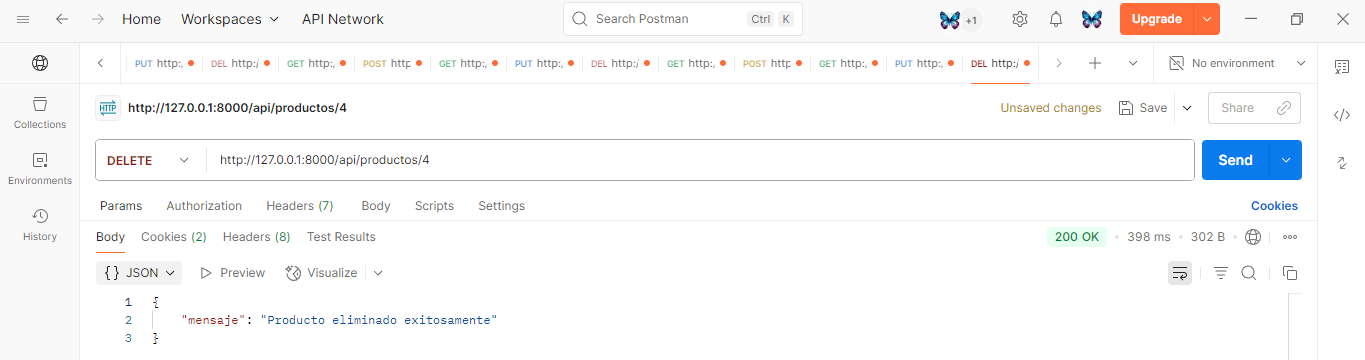 Home Workspaces API Network Search Postman Ctrl K +1 Upgrade
PUT http:, DEL http:/ GET http:, POST http GET http:, PUT http:, DEL http:/ GET http:, POST http GET http:, PUT http:, DEL http:/ No environment
HTTP http://127.0.0.1:8000/api/productos/4 Unsaved changes Save Share
Collections
DELETE http://127.0.0.1:8000/api/productos/4 Send
Environments
Params Authorization Headers (7) Body Scripts Settings Cookies
History
Body Cookies (2) Headers (8) Test Results 200 OK 398 ms 302 B
{} JSON Preview Visualize
1 {
2 "mensaje": "Producto eliminado exitosamente"
3 }